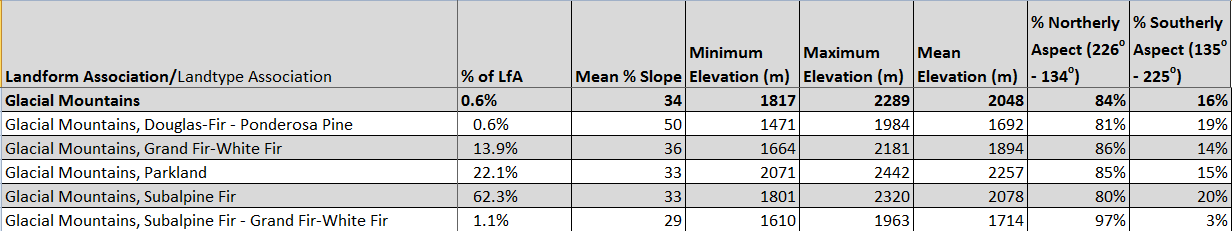 Landform Association/Landtype Association % of LfA Mean % Slope Minimum Elevation (m) Maximum Elevation (m) Mean Elevation (m) % Northerly Aspect (226° - 134°) % Southerly Aspect (135° - 225°)
Glacial Mountains 0.6% 34 1817 2289 2048 84% 16%
Glacial Mountains, Douglas-Fir - Ponderosa Pine 0.6% 50 1471 1984 1692 81% 19%
Glacial Mountains, Grand Fir-White Fir 13.9% 36 1664 2181 1894 86% 14%
Glacial Mountains, Parkland 22.1% 33 2071 2442 2257 85% 15%
Glacial Mountains, Subalpine Fir 62.3% 33 1801 2320 2078 80% 20%
Glacial Mountains, Subalpine Fir - Grand Fir-White Fir 1.1% 29 1610 1963 1714 97% 3%